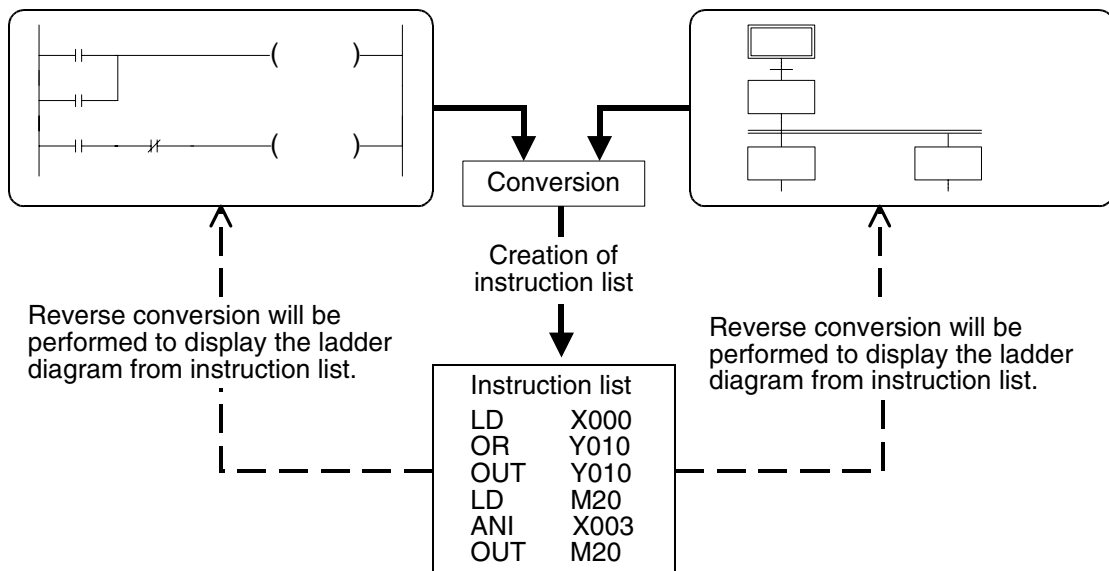 Conversion
Creation of
instruction list
Reverse conversion will be
performed to display the ladder
diagram from instruction list.
Reverse conversion will be
performed to display the ladder
diagram from instruction list.
Instruction list
LD X000
OR Y010
OUT Y010
LD M20
ANI X003
OUT M20